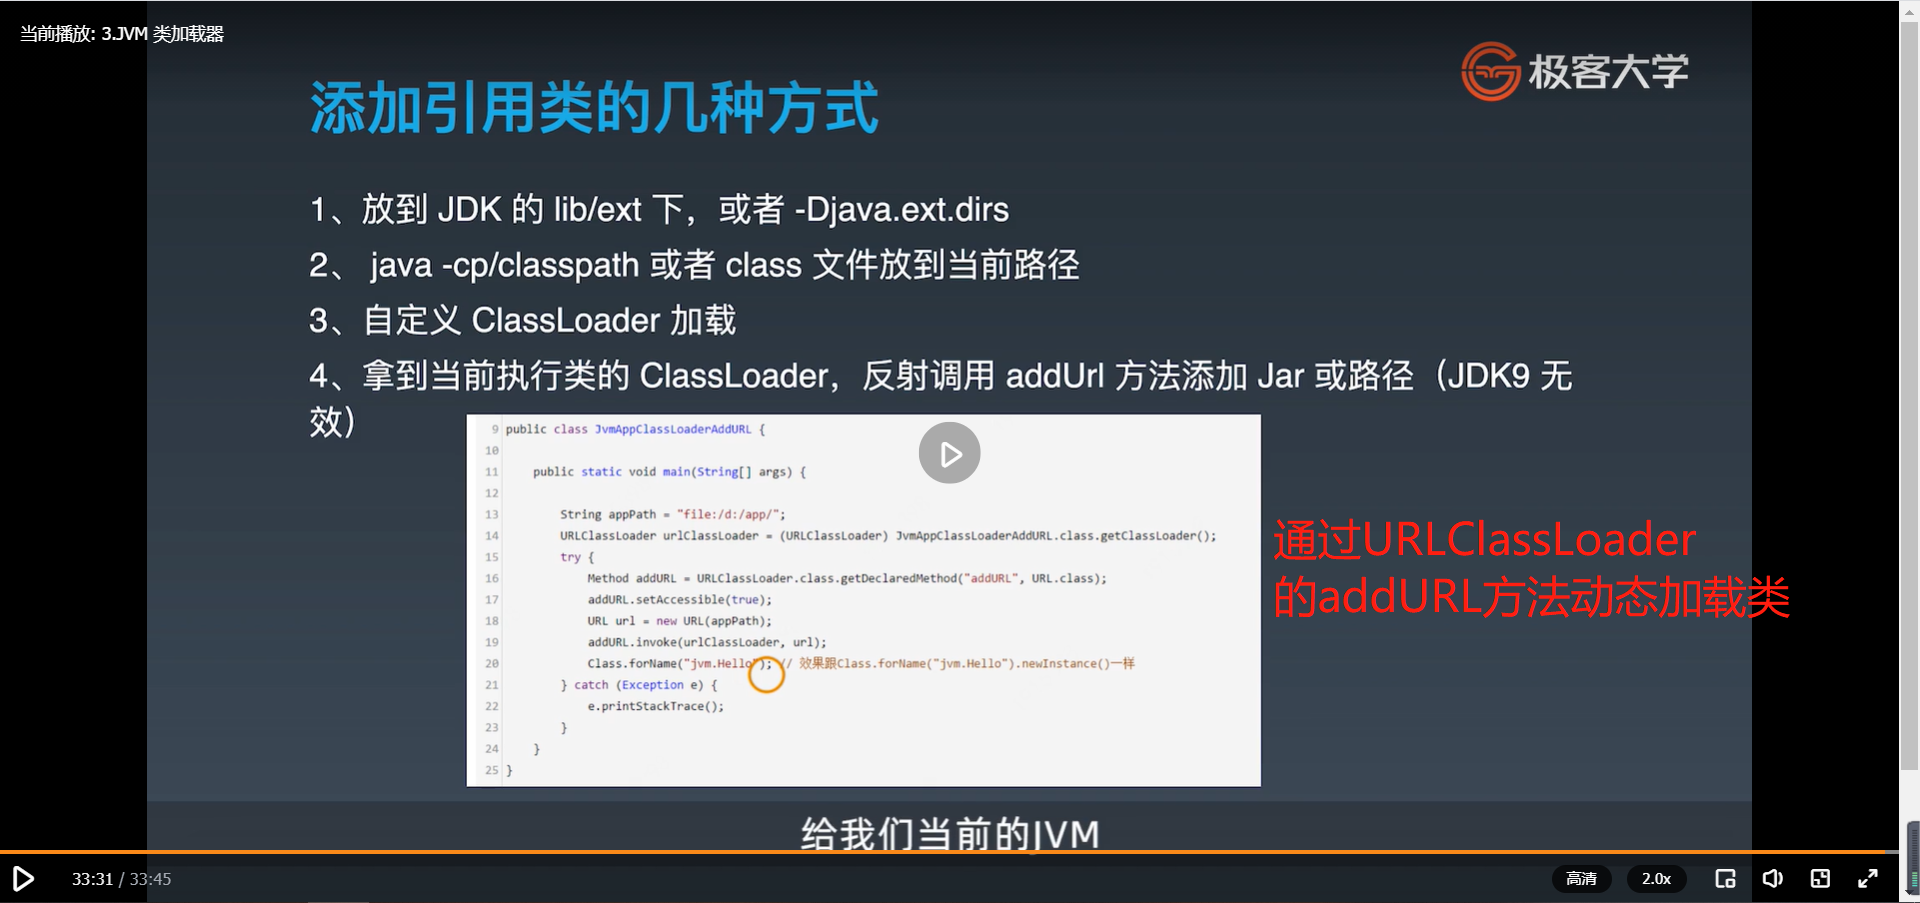 当前播放: 3.JVM 类加载器
极客大学
添加引用类的几种方式
1、放到 JDK 的 lib/ext 下，或者 -Djava.ext.dirs
2、 java -cp/classpath 或者 class 文件放到当前路径
3、自定义 ClassLoader 加载
4、拿到当前执行类的 ClassLoader，反射调用 addUrl 方法添加 Jar 或路径（JDK9 无
效）
9 public class JvmAppClassLoaderAddURL {
10
11 public static void main(String[] args) {
12
13 String appPath = "file:/d:/app/";
14 URLClassLoader urlClassLoader = (URLClassLoader) JvmAppClassLoaderAddURL.class.getClassLoader();
15 try {
16 Method addURL = URLClassLoader.class.getDeclaredMethod("addURL", URL.class);
17 addURL.setAccessible(true);
18 URL url = new URL(appPath);
19 addURL.invoke(urlClassLoader, url);
20 Class.forName("jvm.Hello"); // 效果跟Class.forName("jvm.Hello").newInstance()一样
21 } catch (Exception e) {
22 e.printStackTrace();
23 }
24 }
25 }
通过URLClassLoader
的addURL方法动态加载类
给我们当前的JVM
33:31 / 33:45
高清
2.0x